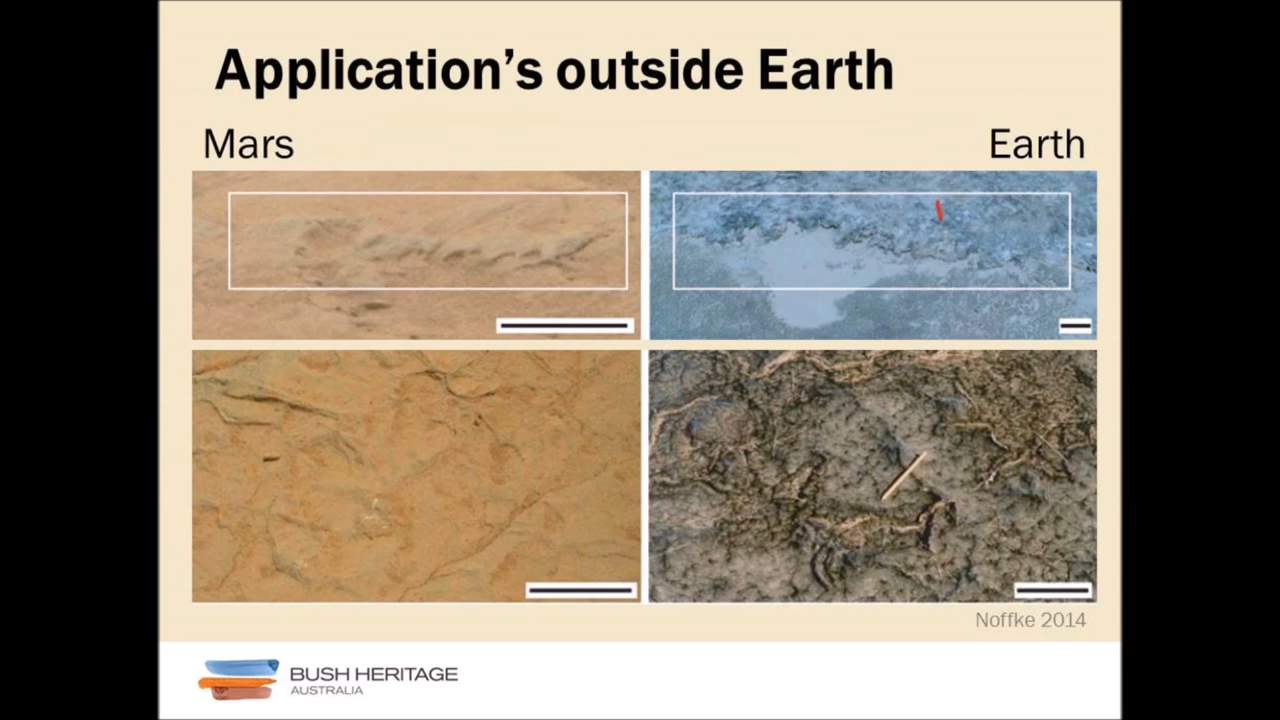 Application's outside Earth
Mars
Earth
Noffke 2014
BUSH HERITAGE
AUSTRALIA